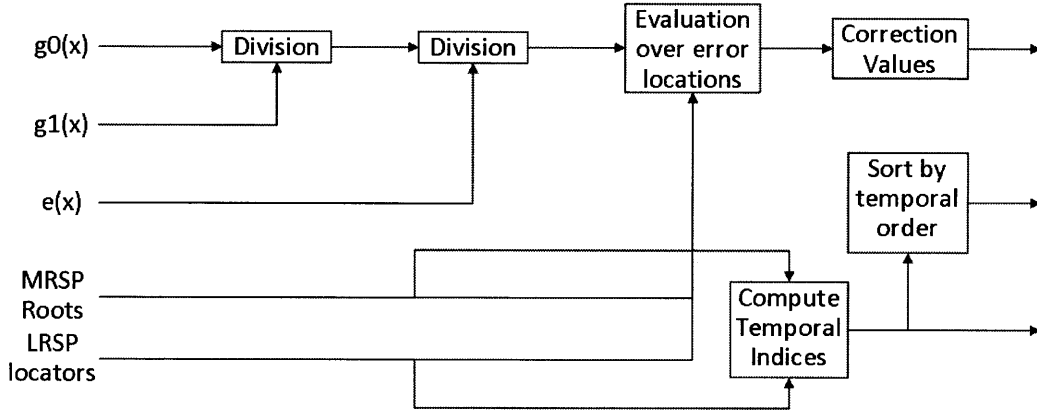 g0(x)
Division
Division
Evaluation
over error
locations
Correction
Values
g1(x)
e(x)
Sort by
temporal
order
MRSP
Roots
LRSP
locators
Compute
Temporal
Indices